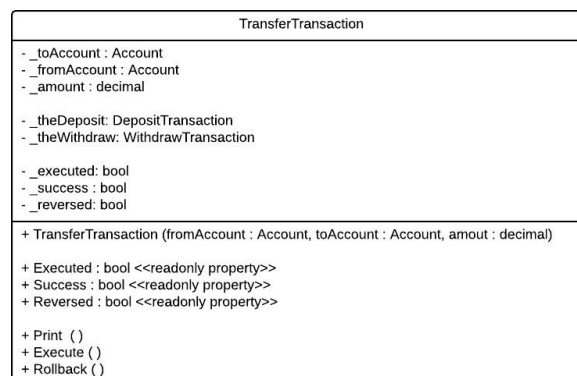 TransferTransaction
- _toAccount : Account
- _fromAccount : Account
- _amount : decimal
- _theDeposit: DepositTransaction
- _theWithdraw: WithdrawTransaction
- _executed: bool
- _success : bool
- _reversed: bool
+ TransferTransaction (fromAccount : Account, toAccount : Account, amout : decimal)
+ Executed : bool <<readonly property>>
+ Success : bool <<readonly property>>
+ Reversed : bool <<readonly property>>
+ Print  ( )
+ Execute ( )
+ Rollback ( )